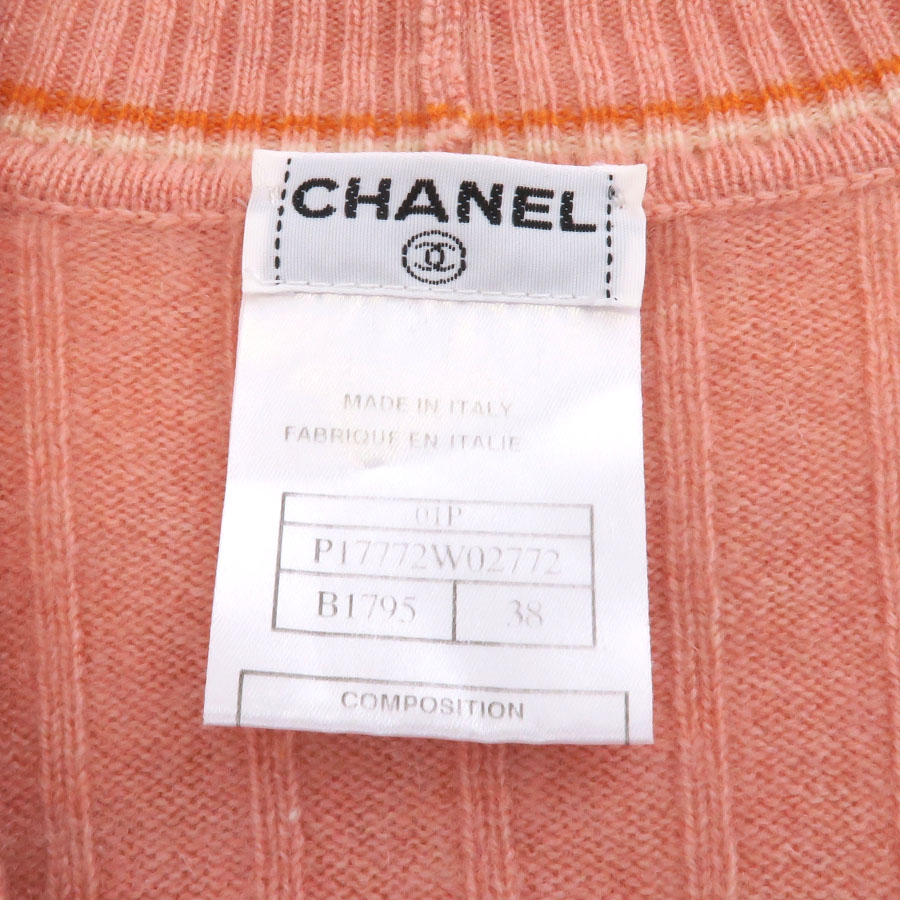 CHANEL
MADE IN ITALY
FABRIQUE EN ITALIE
01P
P17772W02772
B1795 38
COMPOSITION